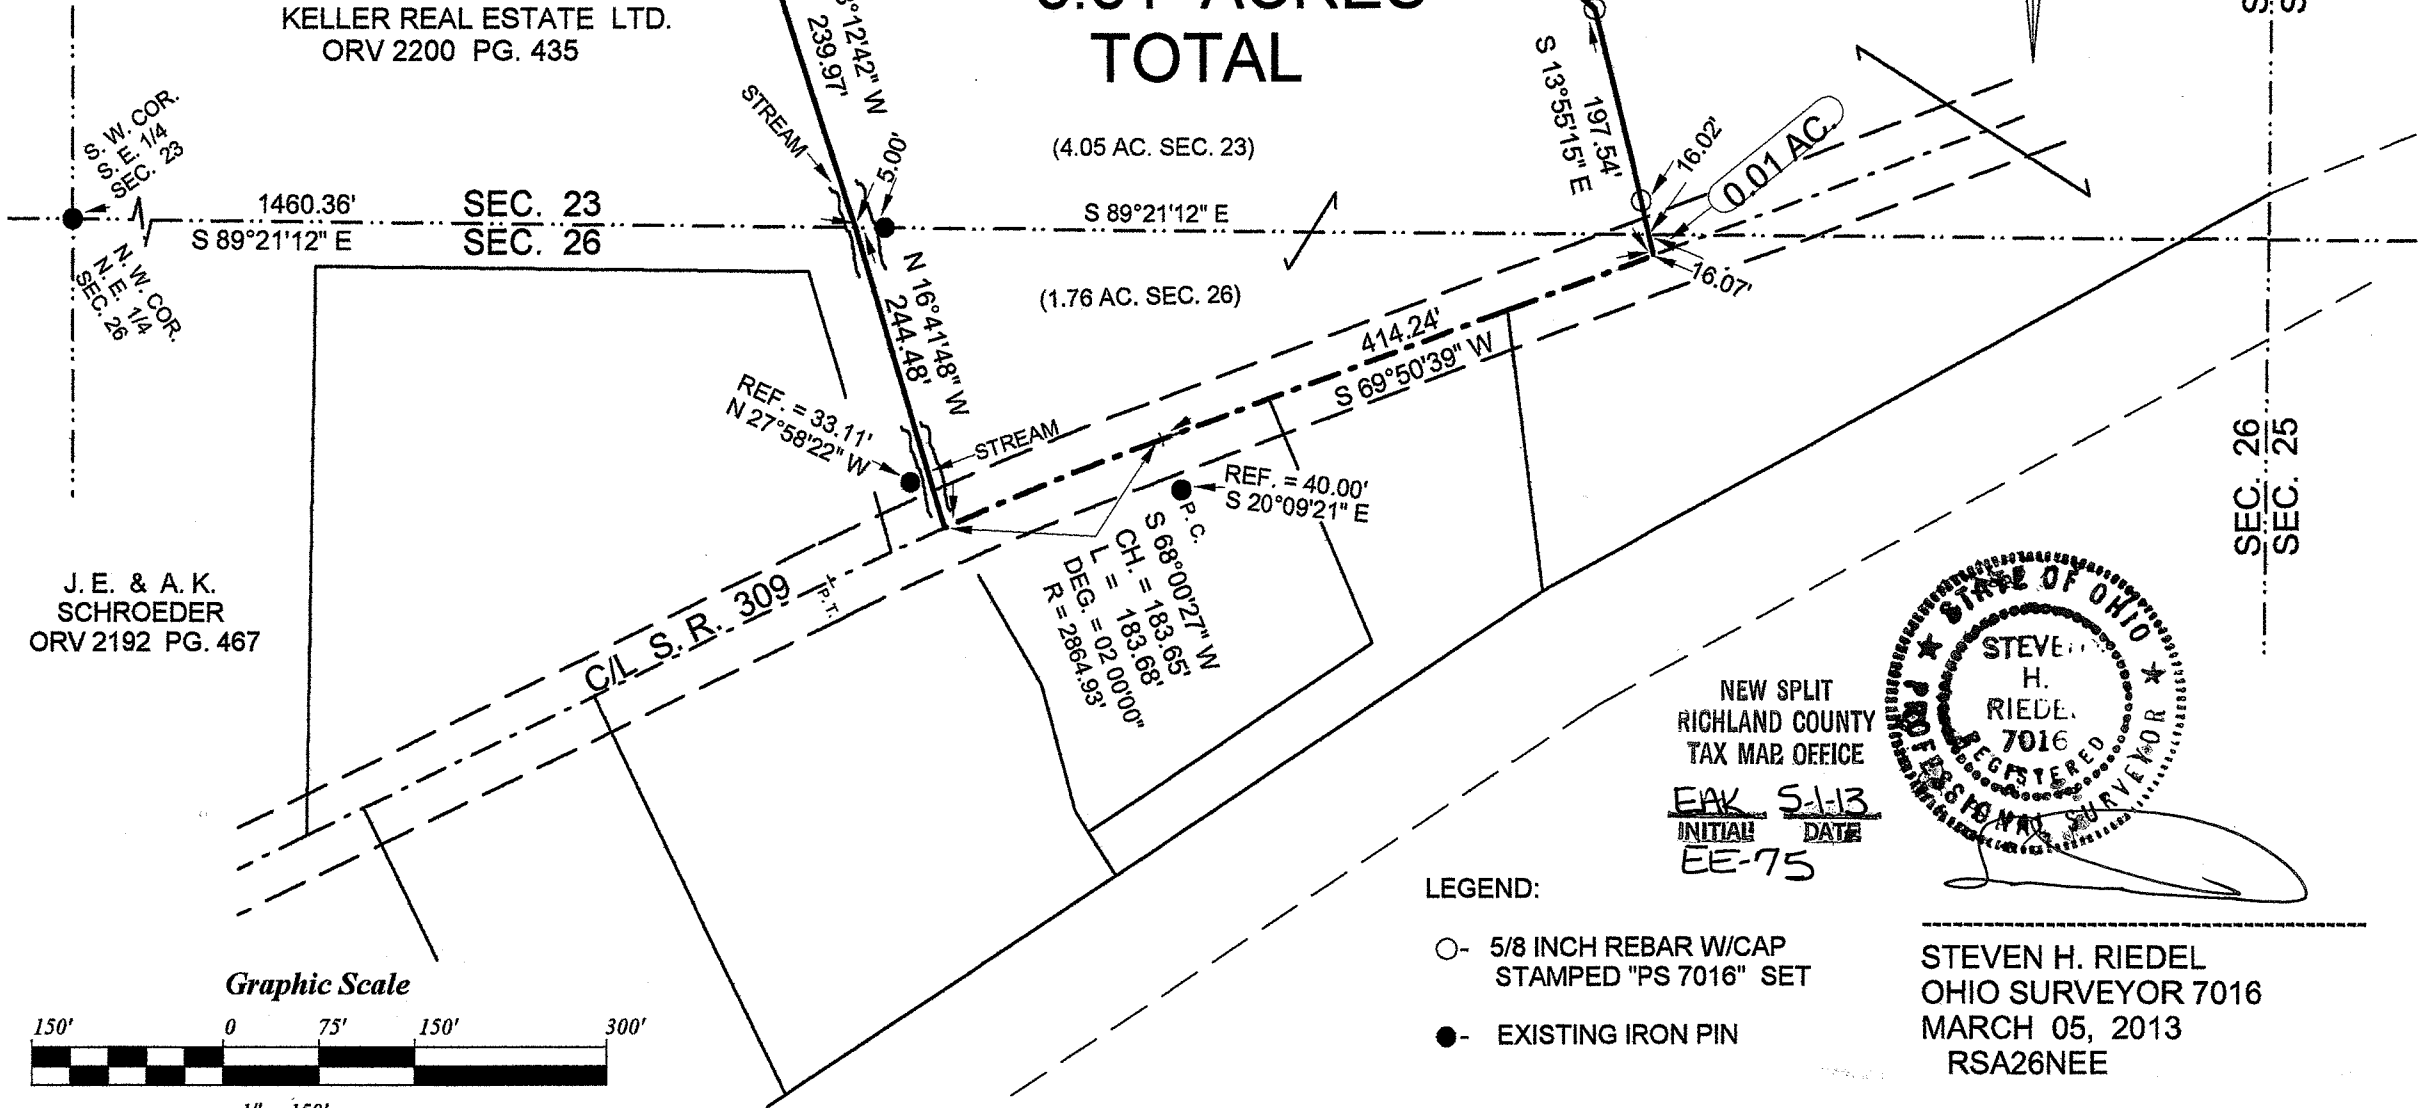 KELLER REAL ESTATE LTD.
ORV 2200 PG. 435
ACRES
TOTAL
°12'42" W
239.97'
STREAM
5.00'
S. W. COR.
S. E. 1/4
SEC. 23
1460.36'
S 89°21'12" E
SEC. 23
SEC. 26
N. W. COR.
N. E. 1/4
SEC. 26
(4.05 AC. SEC. 23)
S 89°21'12" E
(1.76 AC. SEC. 26)
197.54'
S 13°55'15" E
16.02'
0.01 AC.
16.07'
N 16°41'48" W
244.48'
414.24'
S 69°50'39" W
REF. = 33.11'
N 27°58'22" W
STREAM
REF. = 40.00'
S 20°09'21" E
P. C.
S 68°00'27" W
CH. = 183.65'
L = 183.68'
DEG. = 02 00'00"
R = 2864.93'
SEC. 26
SEC. 25
J. E. & A. K.
SCHROEDER
ORV 2192 PG. 467
C/L S. R. 309
P. T.
NEW SPLIT
RICHLAND COUNTY
TAX MAP OFFICE
EAK 5-1-13
INITIAL DATE
EE-75
STATE OF OHIO
STEVE
H.
RIEDE
7016
REGISTERED
PROFESSIONAL SURVEYOR
LEGEND:
5/8 INCH REBAR W/CAP
STAMPED "PS 7016" SET
EXISTING IRON PIN
STEVEN H. RIEDEL
OHIO SURVEYOR 7016
MARCH 05, 2013
RSA26NEE
Graphic Scale
150' 0 75' 150' 300'